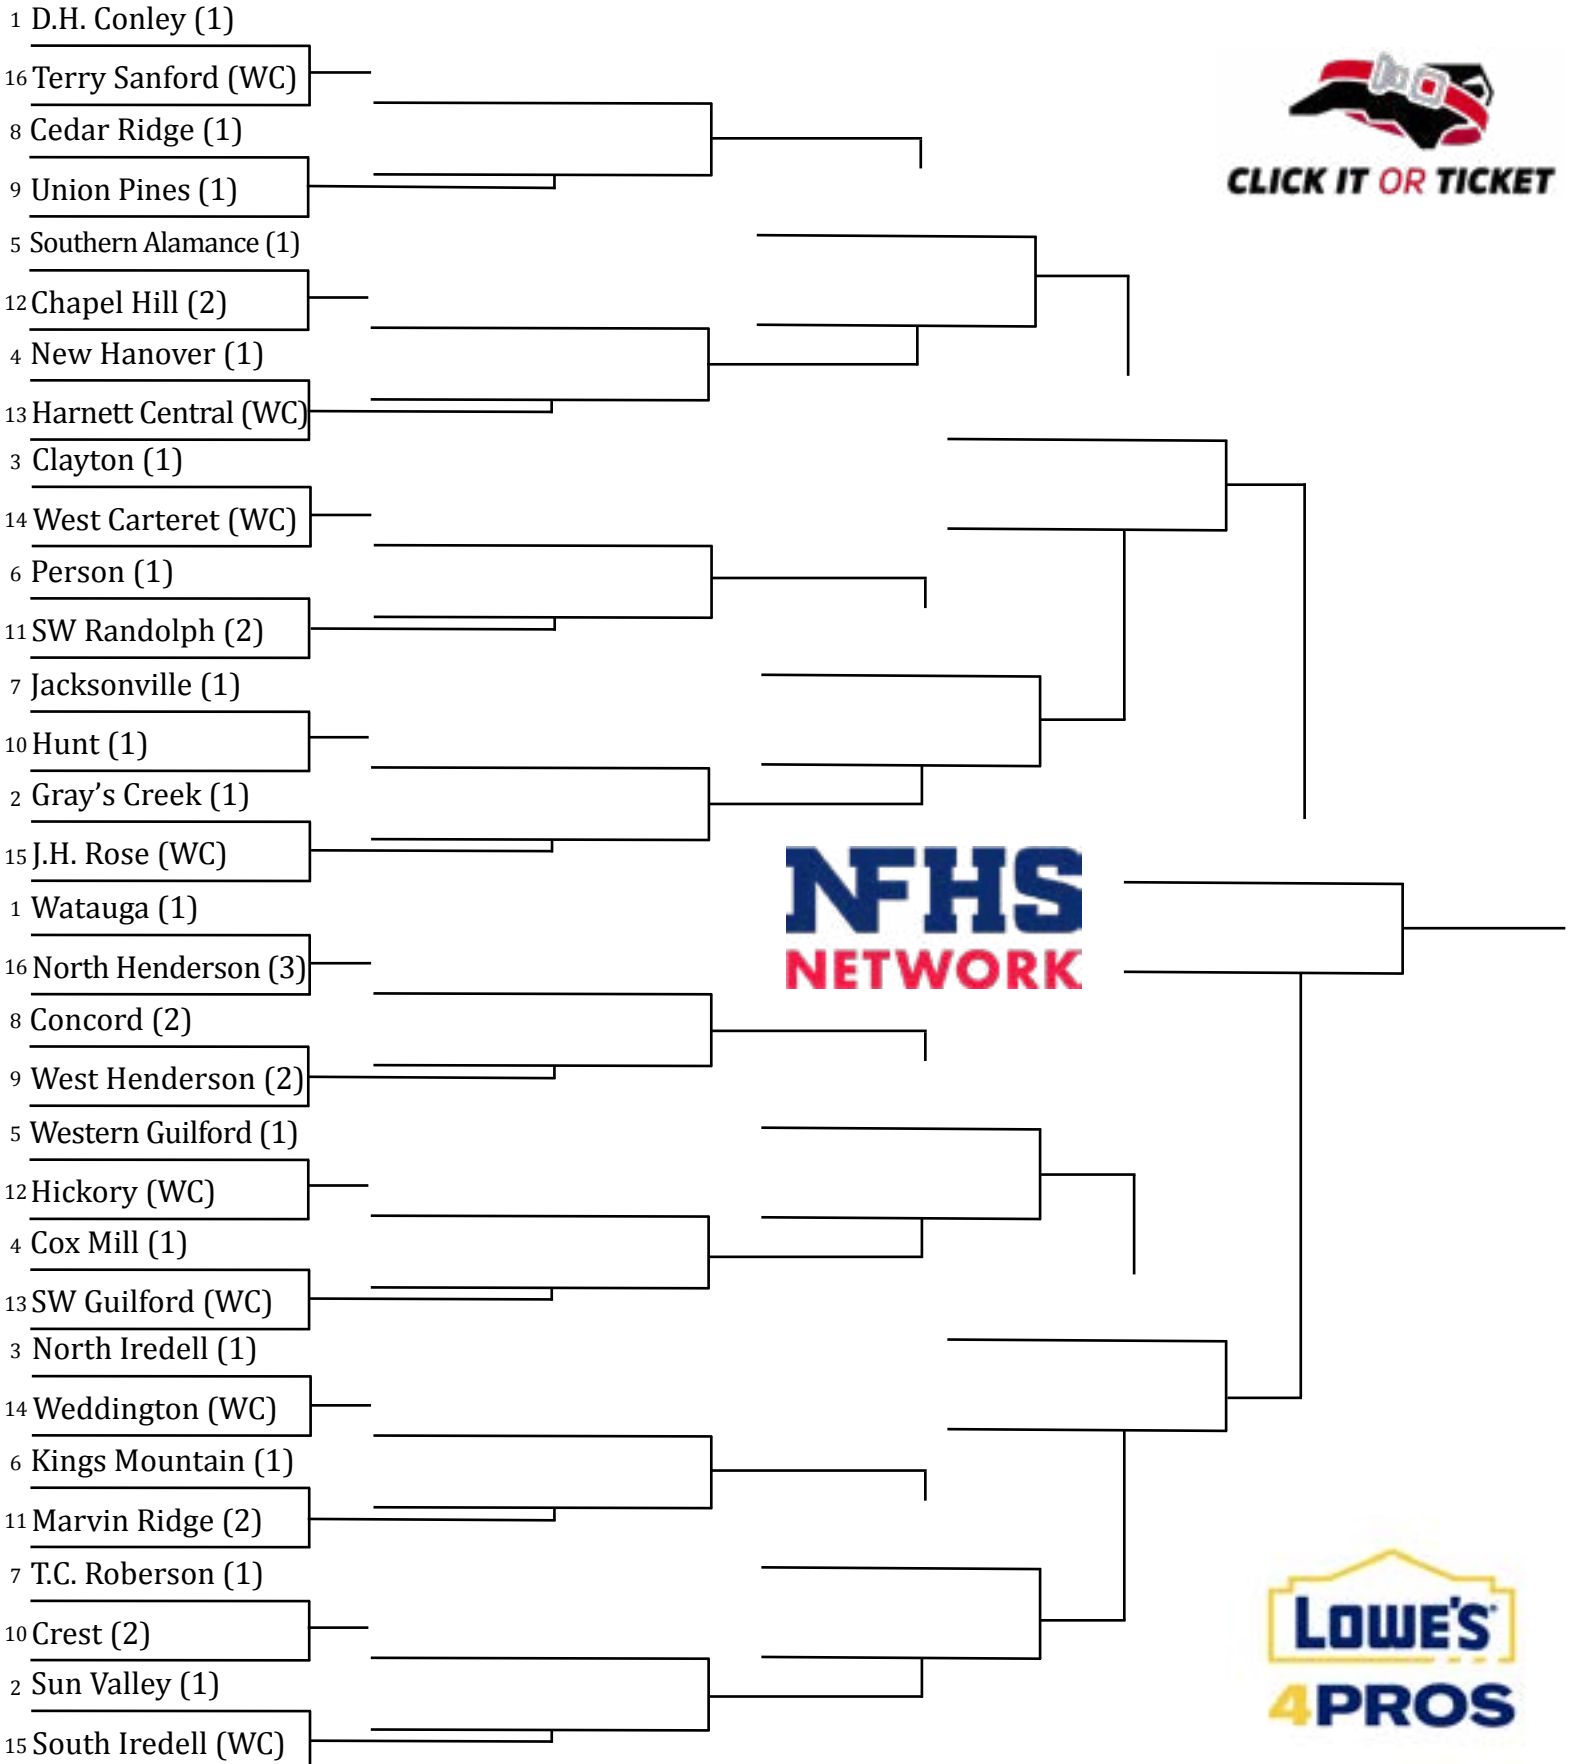 1 D.H. Conley (1)
16 Terry Sanford (WC)
8 Cedar Ridge (1)
9 Union Pines (1)
5 Southern Alamance (1)
12 Chapel Hill (2)
4 New Hanover (1)
13 Harnett Central (WC)
3 Clayton (1)
14 West Carteret (WC)
6 Person (1)
11 SW Randolph (2)
7 Jacksonville (1)
10 Hunt (1)
2 Gray’s Creek (1)
15 J.H. Rose (WC)
1 Watauga (1)
16 North Henderson (3)
8 Concord (2)
9 West Henderson (2)
5 Western Guilford (1)
12 Hickory (WC)
4 Cox Mill (1)
13 SW Guilford (WC)
3 North Iredell (1)
14 Weddington (WC)
6 Kings Mountain (1)
11 Marvin Ridge (2)
7 T.C. Roberson (1)
10 Crest (2)
2 Sun Valley (1)
15 South Iredell (WC)
CLICK IT OR TICKET
NFHS
NETWORK
LOWE'S
4PROS